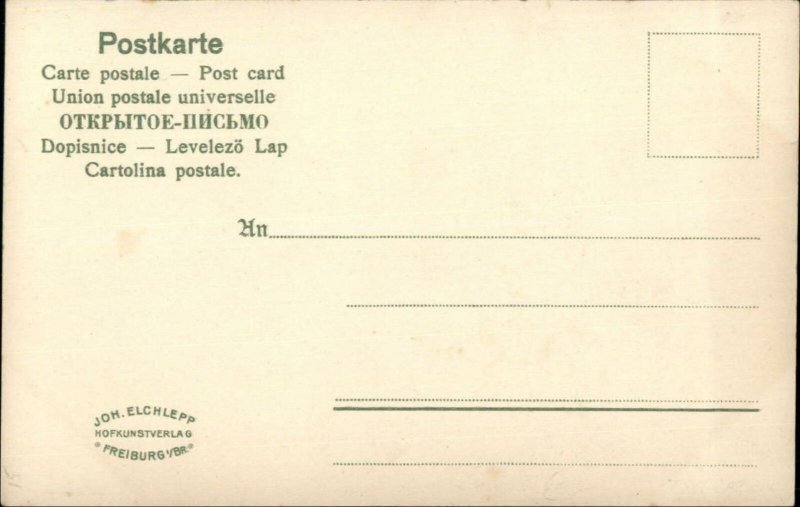 Postkarte
Carte postale — Post card
Union postale universelle
ОТКРЫТОЕ-ПИСЬМО
Dopisnice — Levelezö Lap
Cartolina postale.
An
JOH. ELCHLEPP
HOFKUNSTVERLAG
* FREIBURG I/BR. *